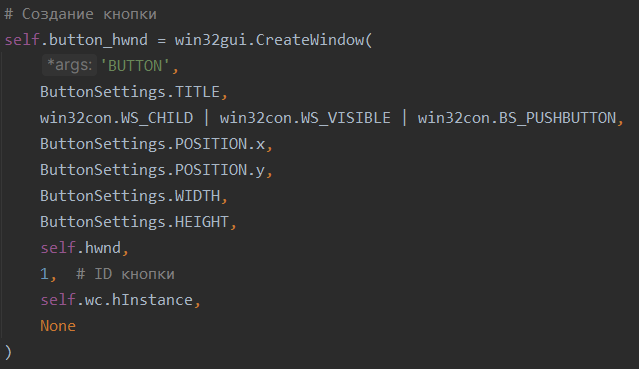 # Создание кнопки
self.button_hwnd = win32gui.CreateWindow(
*args: 'BUTTON',
ButtonSettings.TITLE,
win32con.WS_CHILD | win32con.WS_VISIBLE | win32con.BS_PUSHBUTTON,
ButtonSettings.POSITION.x,
ButtonSettings.POSITION.y,
ButtonSettings.WIDTH,
ButtonSettings.HEIGHT,
self.hwnd,
1,  # ID кнопки
self.wc.hInstance,
None
)